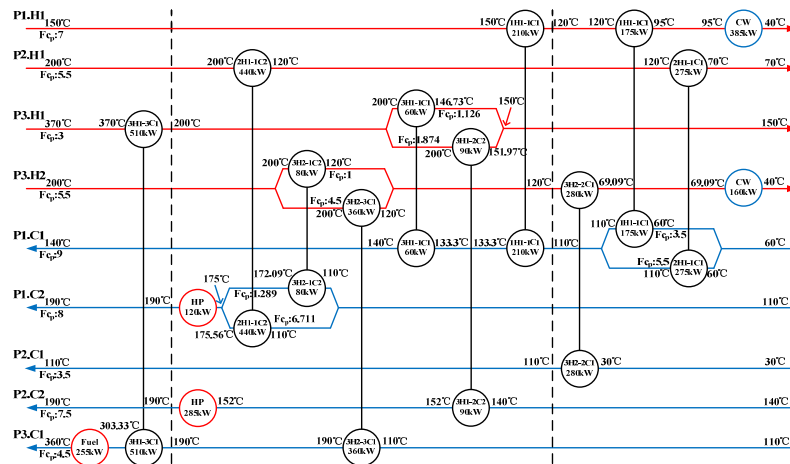 P1.H1
150℃
Fcp:7
150℃
1H1-1C1
210kW
120℃
120℃
1H1-1C1
175kW
95℃
95℃
CW
385kW
40℃
P2.H1
200℃
Fcp:5.5
200℃
2H1-1C2
440kW
120℃
120℃
2H1-1C1
275kW
70℃
70℃
P3.H1
370℃
Fcp:3
370℃
3H1-3C1
510kW
200℃
200℃
3H1-1C1
60kW
146.73℃
Fcp:1.126
150℃
Fcp:1.874
200℃
3H1-2C2
90kW
151.97℃
150℃
P3.H2
200℃
Fcp:5.5
200℃
3H2-1C2
80kW
120℃
Fcp:1
Fcp:4.5
200℃
3H2-3C1
360kW
120℃
120℃
3H2-2C1
280kW
69.09℃
69.09℃
CW
160kW
40℃
P1.C1
140℃
Fcp:9
140℃
3H1-1C1
60kW
133.3℃
133.3℃
1H1-1C1
210kW
110℃
110℃
1H1-1C1
175kW
60℃
Fcp:3.5
Fcp:5.5
110℃
2H1-1C1
275kW
60℃
60℃
P1.C2
190℃
Fcp:8
190℃
HP
120kW
175℃
172.09℃
Fcp:1.289
3H2-1C2
80kW
110℃
175.56℃
2H1-1C2
440kW
Fcp:6.711
110℃
110℃
P2.C1
110℃
Fcp:3.5
110℃
3H2-2C1
280kW
30℃
30℃
P2.C2
190℃
Fcp:7.5
190℃
HP
285kW
152℃
152℃
3H1-2C2
90kW
140℃
140℃
P3.C1
360℃
Fcp:4.5
Fuel
255kW
303.33℃
3H1-3C1
510kW
190℃
190℃
3H2-3C1
360kW
110℃
110℃